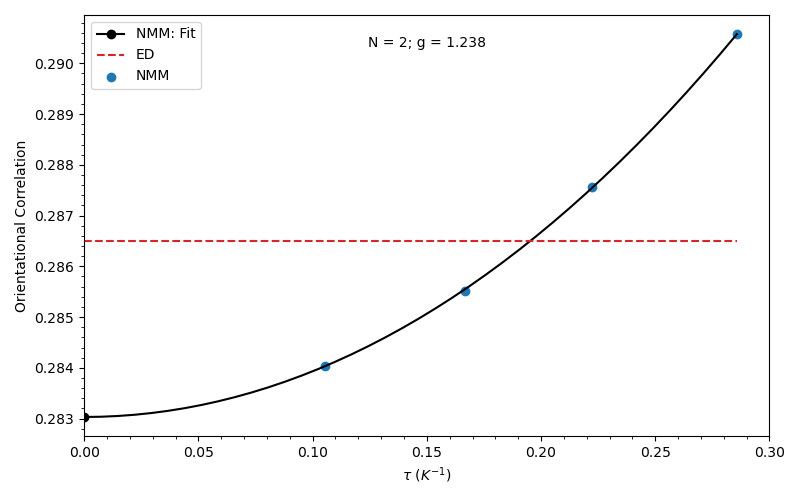 N = 2; g = 1.238
NMM: Fit
ED
NMM
Orientational Correlation
0.290
0.289
0.288
0.287
0.286
0.285
0.284
0.283
0.00
0.05
0.10
0.15
0.20
0.25
0.30
τ (K⁻¹)